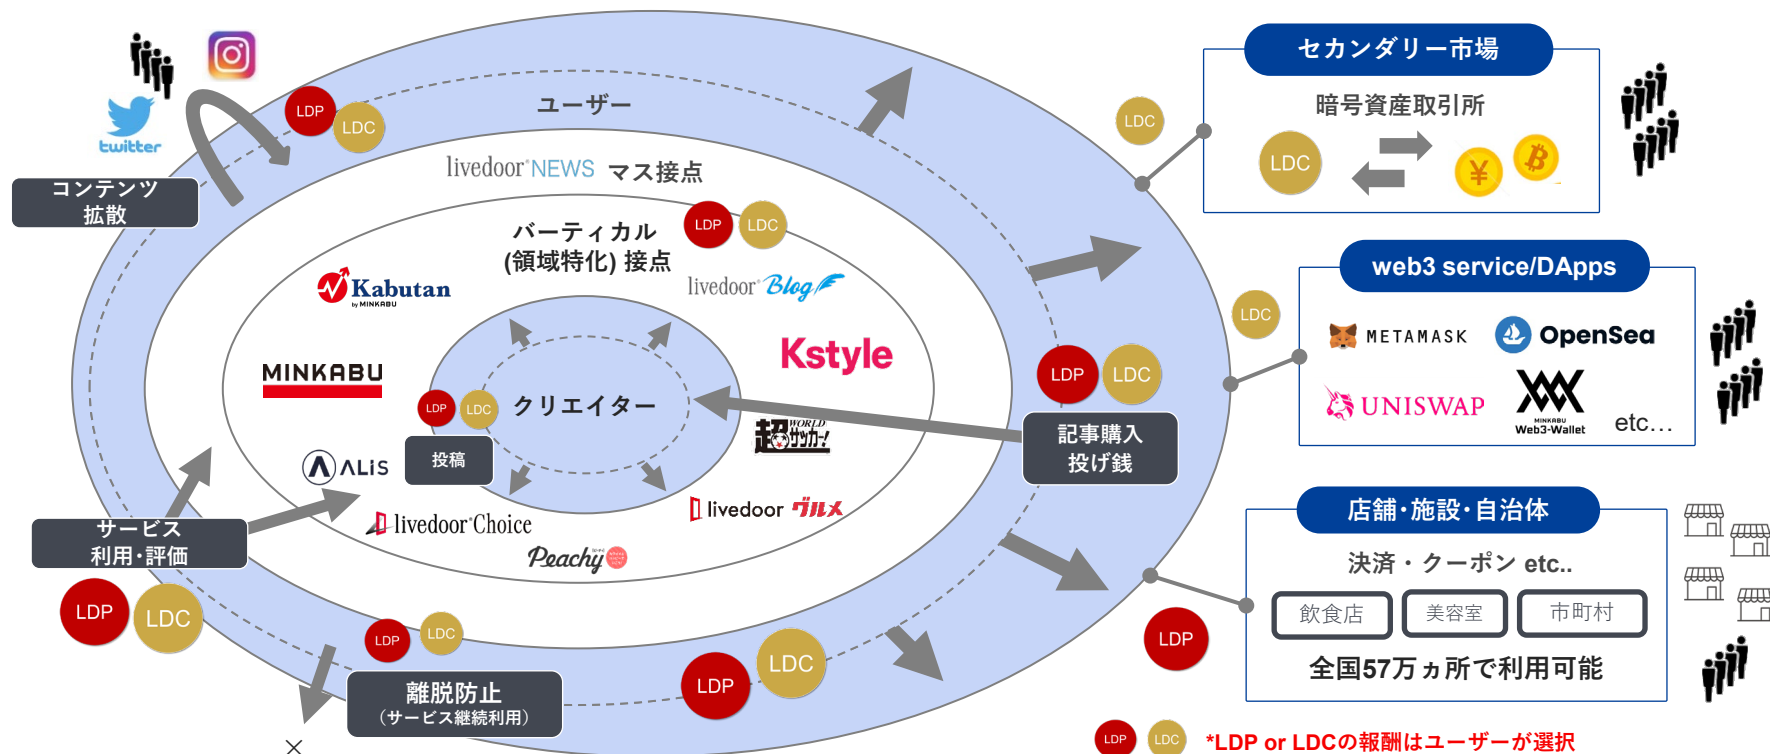 twitter
コンテンツ
拡散
LDP
LDC
ユーザー
livedoor NEWS マス接点
LDP
LDC
バーティカル
(領域特化) 接点
Kabutan
by MINKABU
livedoor Blog
MINKABU
Kstyle
LDP
LDC
クリエイター
投稿
超WORLDサッカー!
ALIS
livedoor Choice
livedoor グルメ
Peachy
サービス
利用・評価
LDP
LDC
LDP
LDC
離脱防止
(サービス継続利用)
×
LDP
LDC
LDP
LDC
記事購入
投げ銭
LDC
セカンダリー市場
暗号資産取引所
LDC
¥
₿
LDC
web3 service/DApps
METAMASK
OpenSea
UNISWAP
MINKABU
Web3-Wallet
etc…
LDP
店舗・施設・自治体
決済・クーポン etc..
飲食店
美容室
市町村
全国57万ヵ所で利用可能
LDP
LDC
*LDP or LDCの報酬はユーザーが選択